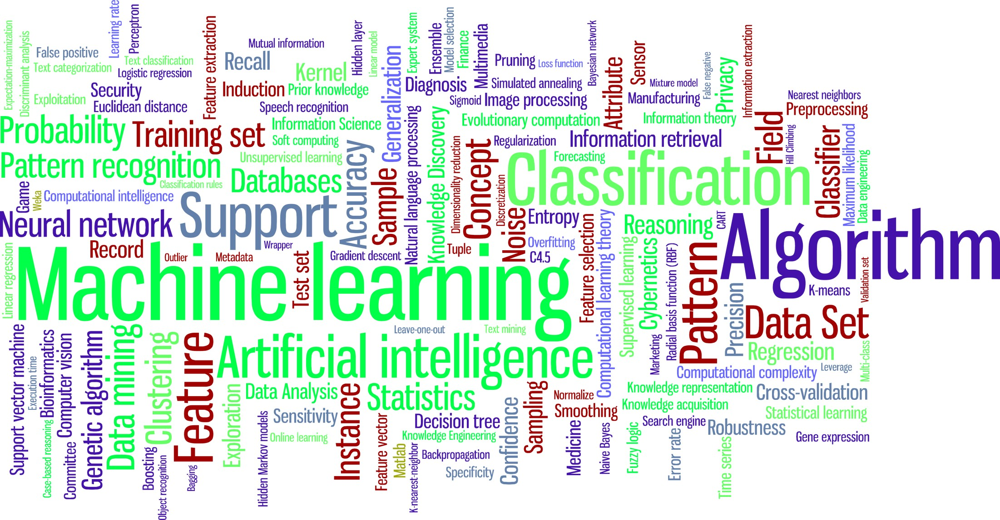 Expectation-maximization
Discriminant analysis
False positive
Learning rate
Perceptron
Text classification
Text categorization
Logistic regression
Security
Exploitation
Euclidean distance
Feature extraction
Mutual information
Recall
Kernel
Hidden layer
Linear model
Induction
Prior knowledge
Speech recognition
Generalization
Expert system
Ensemble
Model selection
Finance
Multimedia
Pruning
Loss function
Bayesian network
Diagnosis
Simulated annealing
Sigmoid
Image processing
Attribute
Sensor
Mixture model
False negative
Privacy
Information extraction
Manufacturing
Nearest neighbors
Preprocessing
Evolutionary computation
Information theory
Probability
Training set
Information Science
Soft computing
Unsupervised learning
Pattern recognition
Classification rules
Databases
Accuracy
Sample
Natural language processing
Knowledge Discovery
Dimensionality reduction
Concept
Regularization
Information retrieval
Field
Hill Climbing
Classifier
Maximum likelihood
Data engineering
Forecasting
Classification
Discretization
Game
Weka
Computational intelligence
Support
Neural network
Wrapper
Noise
Entropy
Overfitting
C4.5
Tuple
Feature selection
Computational learning theory
Reasoning
CART
Algorithm
Record
Outlier
Metadata
Test set
Gradient descent
Linear regression
Machine learning
Supervised learning
Cybernetics
Radial basis function (RBF)
Pattern
Precision
K-means
Validation set
Data Set
Regression
Multi-class
Marketing
Computational complexity
Leverage
Leave-one-out
Text mining
Support vector machine
Execution time
Bioinformatics
Computer vision
Genetic algorithm
Data mining
Clustering
Feature
Artificial intelligence
Exploration
Data Analysis
Instance
Statistics
Sampling
Normalize
Smoothing
Knowledge representation
Cross-validation
Knowledge acquisition
Statistical learning
Case-based reasoning
Committee
Boosting
Object recognition
Bagging
Hidden Markov models
Sensitivity
Online learning
Feature vector
Matlab
K-nearest-neighbor
Decision tree
Knowledge Engineering
Backpropagation
Specificity
Confidence
Medicine
Naive Bayes
Fuzzy logic
Search engine
Error rate
Robustness
Time series
Gene expression